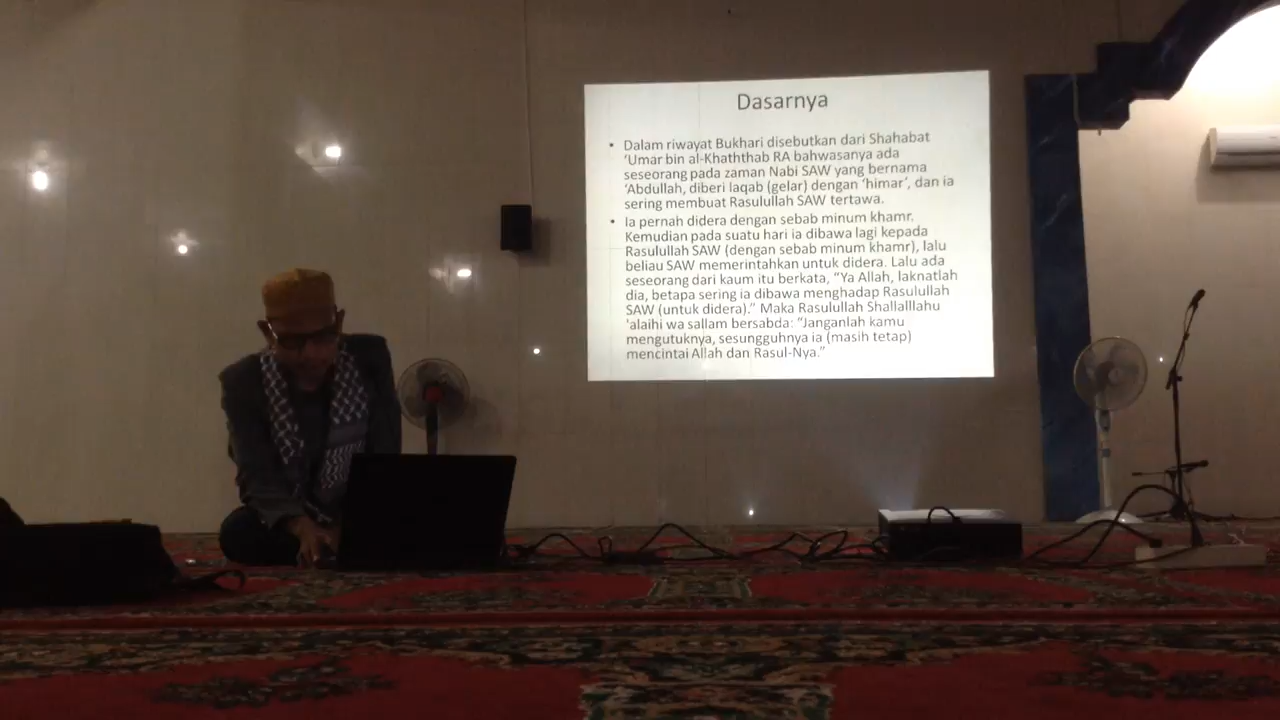 Dasarnya
• Dalam riwayat Bukhari disebutkan dari Shahabat
‘Umar bin al-Khaththab RA bahwasanya ada
seseorang pada zaman Nabi SAW yang bernama
‘Abdullah, diberi laqab (gelar) dengan ‘himar’, dan ia
sering membuat Rasulullah SAW tertawa.
• Ia pernah didera dengan sebab minum khamr.
Kemudian pada suatu hari ia dibawa lagi kepada
Rasulullah SAW (dengan sebab minum khamr), lalu
beliau SAW memerintahkan untuk didera. Lalu ada
seseorang dari kaum itu berkata, “Ya Allah, laknatlah
dia, betapa sering ia dibawa menghadap Rasulullah
SAW (untuk didera).” Maka Rasulullah Shallalllahu
‘alaihi wa sallam bersabda: “Janganlah kamu
mengutuknya, sesungguhnya ia (masih tetap)
mencintai Allah dan Rasul-Nya.”